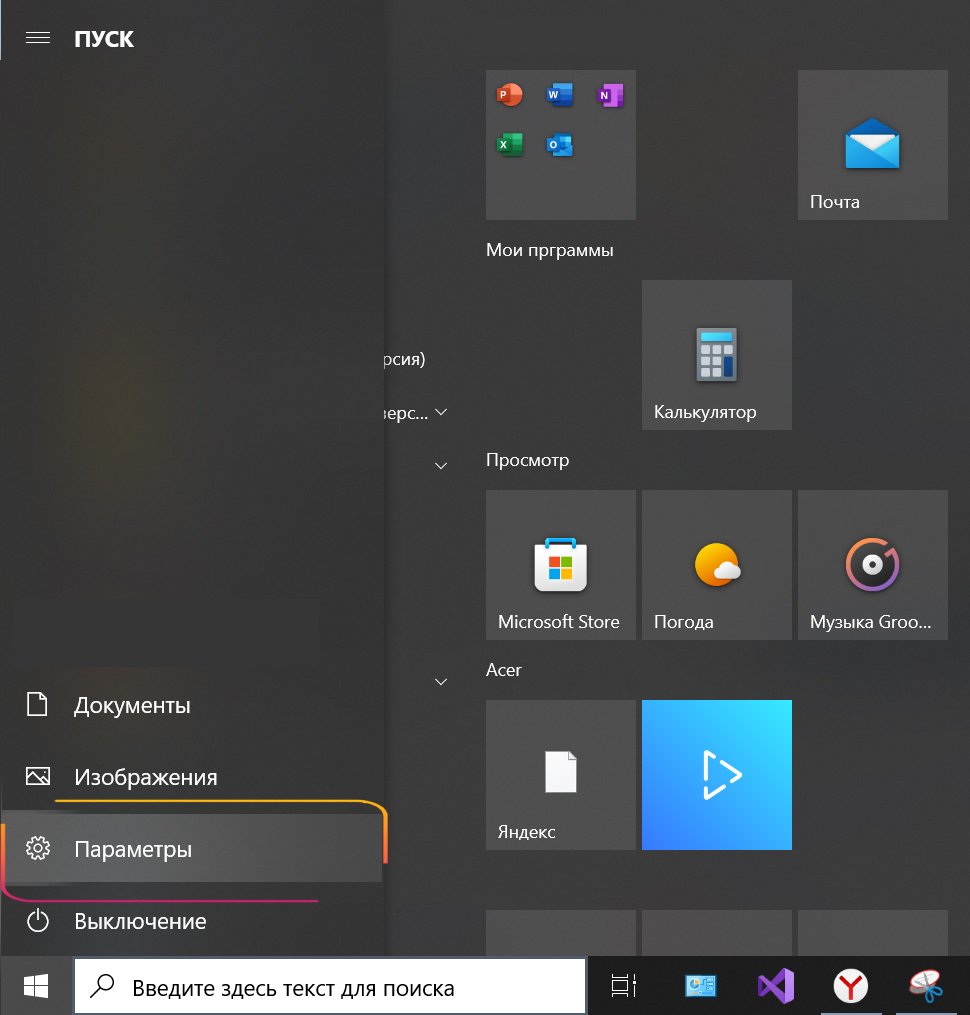 ПУСК
Почта
Мои прграммы
рсия)
Калькулятор
верс...
Просмотр
Microsoft Store
Погода
Музыка Groo...
Acer
Документы
Изображения
Яндекс
Параметры
Выключение
Введите здесь текст для поиска